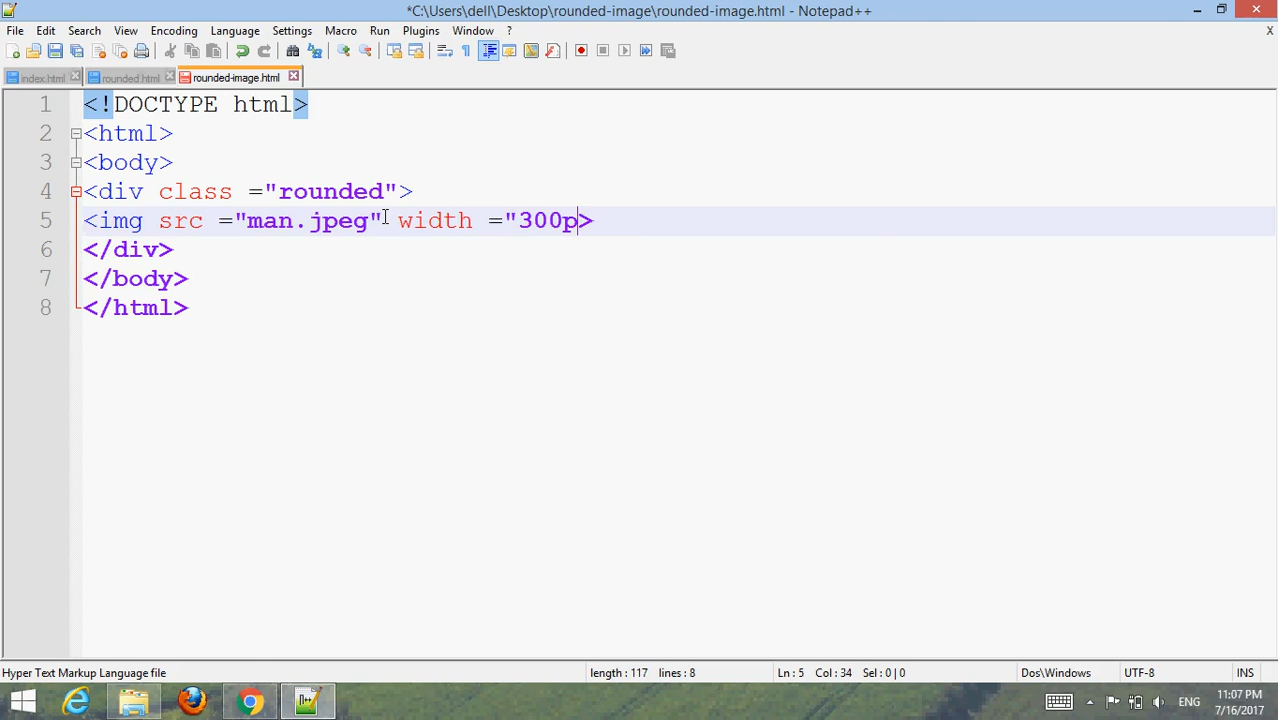 *C:\Users\dell\Desktop\rounded-image\rounded-image.html - Notepad++
File Edit Search View Encoding Language Settings Macro Run Plugins Window ? X
index.html rounded.html rounded-image.html
1 <!DOCTYPE html>
2 <html>
3 <body>
4 <div class ="rounded">
5 <img src ="man.jpeg" width ="300p>
6 </div>
7 </body>
8 </html>
Hyper Text Markup Language file length : 117 lines : 8 Ln : 5 Col : 34 Sel : 0 | 0 Dos\Windows UTF-8 INS
ENG 11:07 PM
7/16/2017